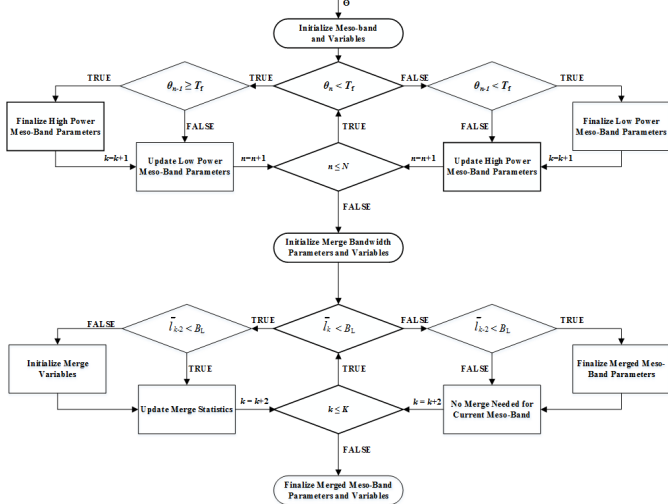 Θ
Initialize Meso-band
and Variables
TRUE
θn-1 ≥ Tf
TRUE
θn < Tf
FALSE
θn-1 < Tf
TRUE
Finalize High Power
Meso-Band Parameters
FALSE
TRUE
FALSE
Finalize Low Power
Meso-Band Parameters
k=k+1
Update Low Power
Meso-Band Parameters
n=n+1
n ≤ N
n=n+1
Update High Power
Meso-Band Parameters
k=k+1
FALSE
Initialize Merge Bandwidth
Parameters and Variables
FALSE
l̄k-2 < BL
TRUE
l̄k < BL
FALSE
l̄k-2 < BL
TRUE
Initialize Merge
Variables
TRUE
TRUE
FALSE
Finalize Merged Meso-
Band Parameters
Update Merge Statistics
k = k+2
k ≤ K
k = k+2
No Merge Needed for
Current Meso-Band
FALSE
Finalize Merged Meso-Band
Parameters and Variables